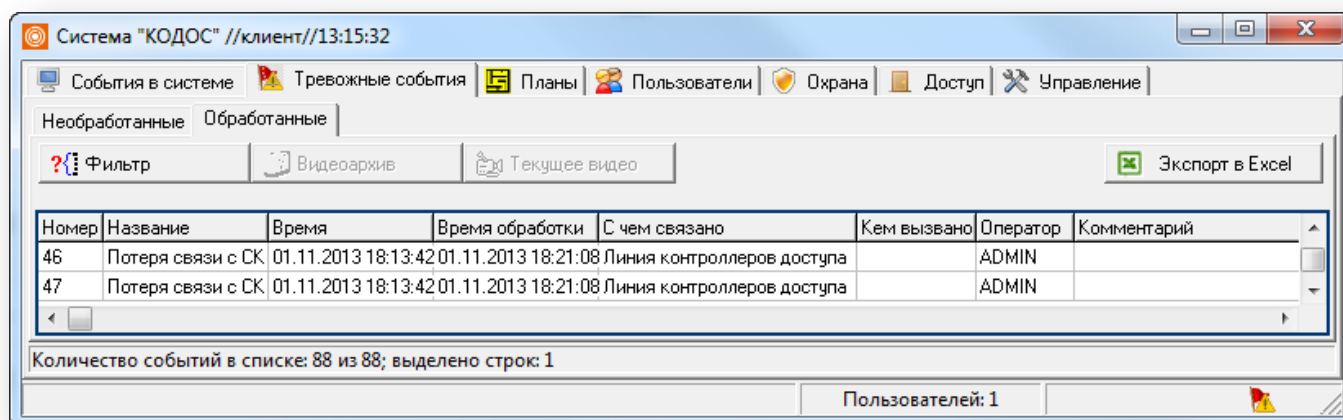 Система "КОДОС" //клиент//13:15:32
События в системе Тревожные события Планы Пользователи Охрана Доступ Управление
Необработанные Обработанные
?{ Фильтр Видеоархив Текущее видео Экспорт в Excel
Номер Название Время Время обработки С чем связано Кем вызвано Оператор Комментарий
46 Потеря связи с СК 01.11.2013 18:13:42 01.11.2013 18:21:08 Линия контроллеров доступа ADMIN
47 Потеря связи с СК 01.11.2013 18:13:42 01.11.2013 18:21:08 Линия контроллеров доступа ADMIN
Количество событий в списке: 88 из 88; выделено строк: 1
Пользователей: 1